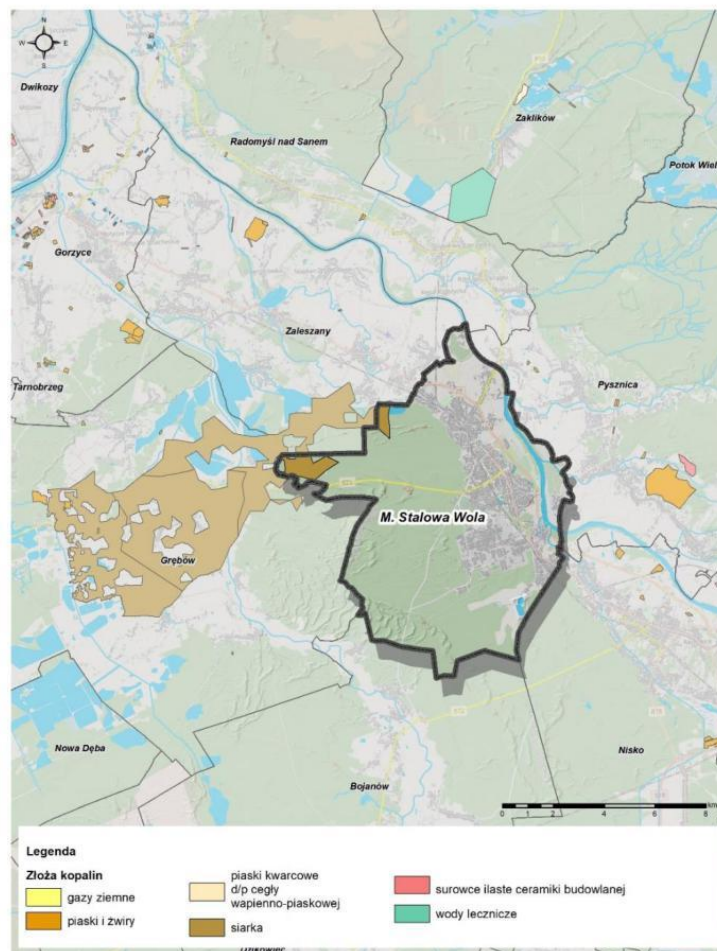 N
W E
S
Dwikozy
Radomyśl nad Sanem
Zaklików
Potok Wiel
Gorzyce
Zaleszany
Tarnobrzeg
Pysznica
M. Stalowa Wola
Grębów
Nowa Dęba
Nisko
Bojanów
0 2 4 6 8 km
Legenda
Złoża kopalin
gazy ziemne
piaski i żwiry
piaski kwarcowe
d/p cegły
wapienno-piaskowej
siarka
surowce ilaste ceramiki budowlanej
wody lecznicze